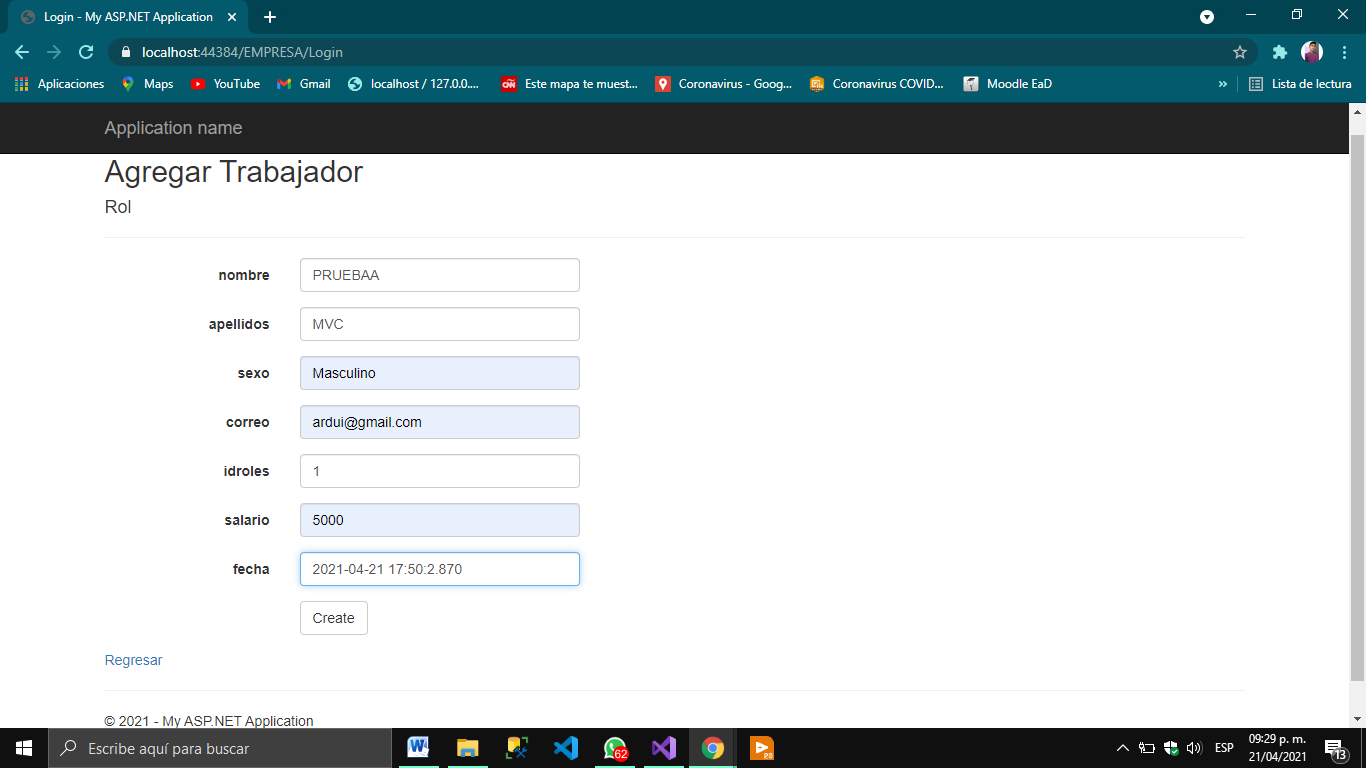 Login - My ASP.NET Application
localhost:44384/EMPRESA/Login
Aplicaciones Maps YouTube Gmail localhost / 127.0.0.... CNN Este mapa te muest... Coronavirus - Goog... Coronavirus COVID... Moodle EaD » Lista de lectura
Application name
Agregar Trabajador
Rol
nombre PRUEBAA
apellidos MVC
sexo Masculino
correo ardui@gmail.com
idroles 1
salario 5000
fecha 2021-04-21 17:50:2.870
Create
Regresar
© 2021 - My ASP.NET Application
Escribe aquí para buscar
62
23
ESP
09:29 p. m.
21/04/2021
13